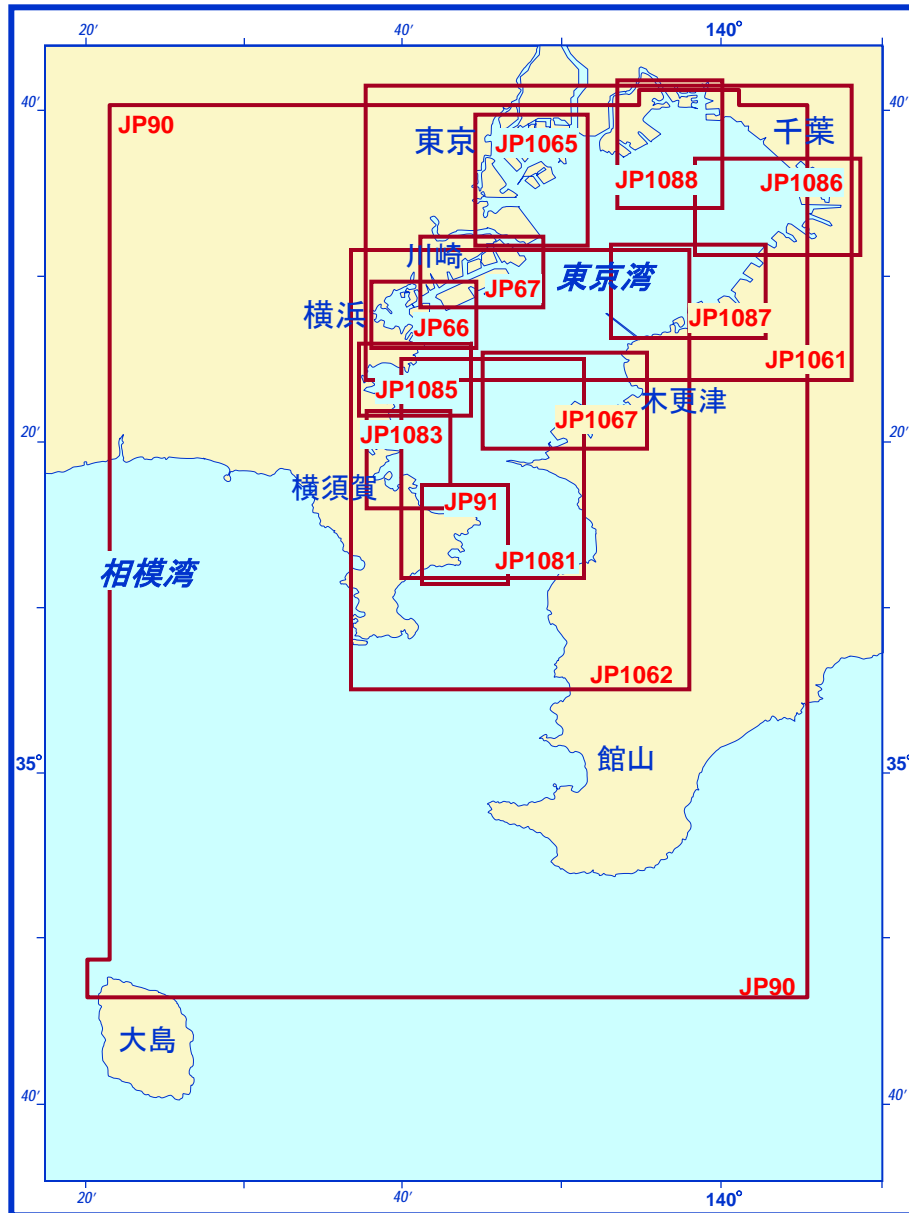 20′ 40′ 140°
40′ 40′
JP90
東京
JP1065
千葉
JP1088
JP1086
川崎
東京湾
JP67
横浜
JP66
JP1087
JP1061
JP1085
木更津
JP1067
JP1083
20′ 20′
横須賀
JP91
JP1081
相模湾
JP1062
館山
35° 35°
JP90
大島
40′ 40′
20′ 40′ 140°